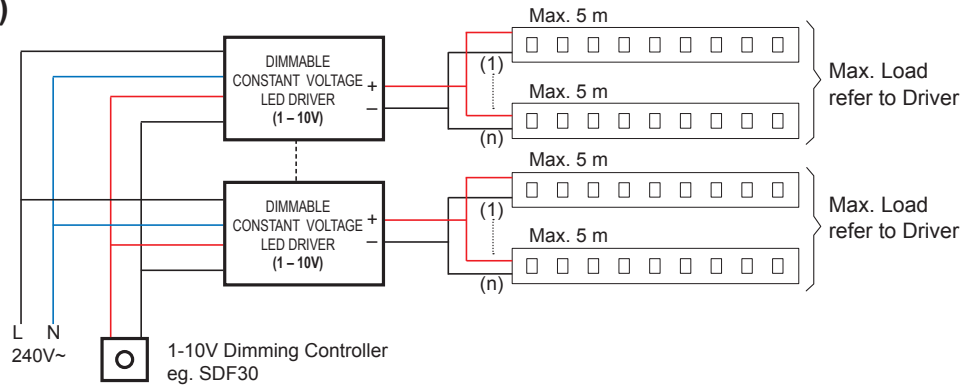 )
Max. 5 m
DIMMABLE
CONSTANT VOLTAGE
LED DRIVER
(1 – 10V)
+
–
(1)
Max. 5 m
(n)
Max. Load
refer to Driver
Max. 5 m
DIMMABLE
CONSTANT VOLTAGE
LED DRIVER
(1 – 10V)
+
–
(1)
Max. 5 m
(n)
Max. Load
refer to Driver
L N
240V~
1-10V Dimming Controller
eg. SDF30